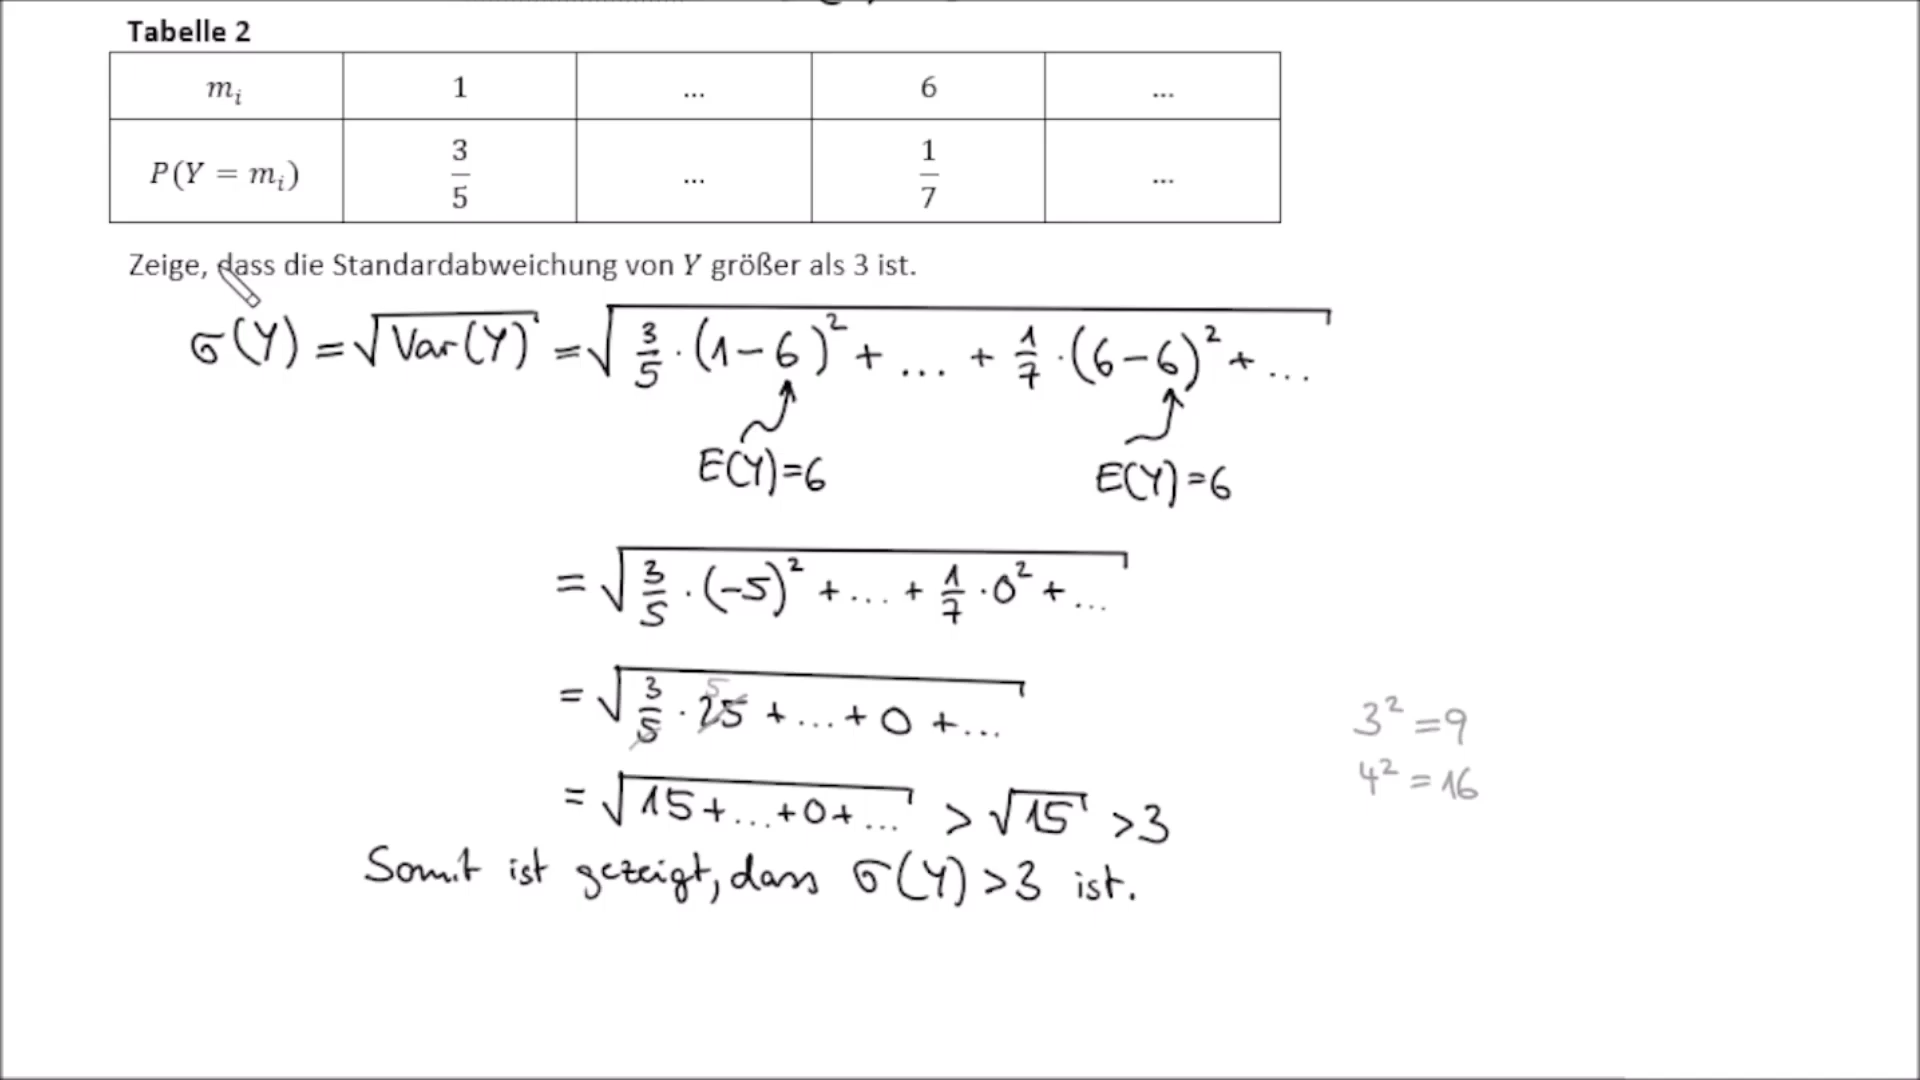 Tabelle 2
mᵢ 1 ... 6 ...
P(Y = mᵢ) 3/5 ... 1/7 ...
Zeige, dass die Standardabweichung von Y größer als 3 ist.
σ(Y) = √(Var(Y)) = √(3/5 · (1−6)² + ... + 1/7 · (6−6)² + ...)
E(Y)=6 E(Y)=6
= √(3/5 · (−5)² + ... + 1/7 · 0² + ...)
5
= √(3/5 · 25 + ... + 0 + ...)
3² = 9
4² = 16
= √(15 + ... + 0 + ...) > √15 > 3
Somit ist gezeigt, dass σ(Y) > 3 ist.